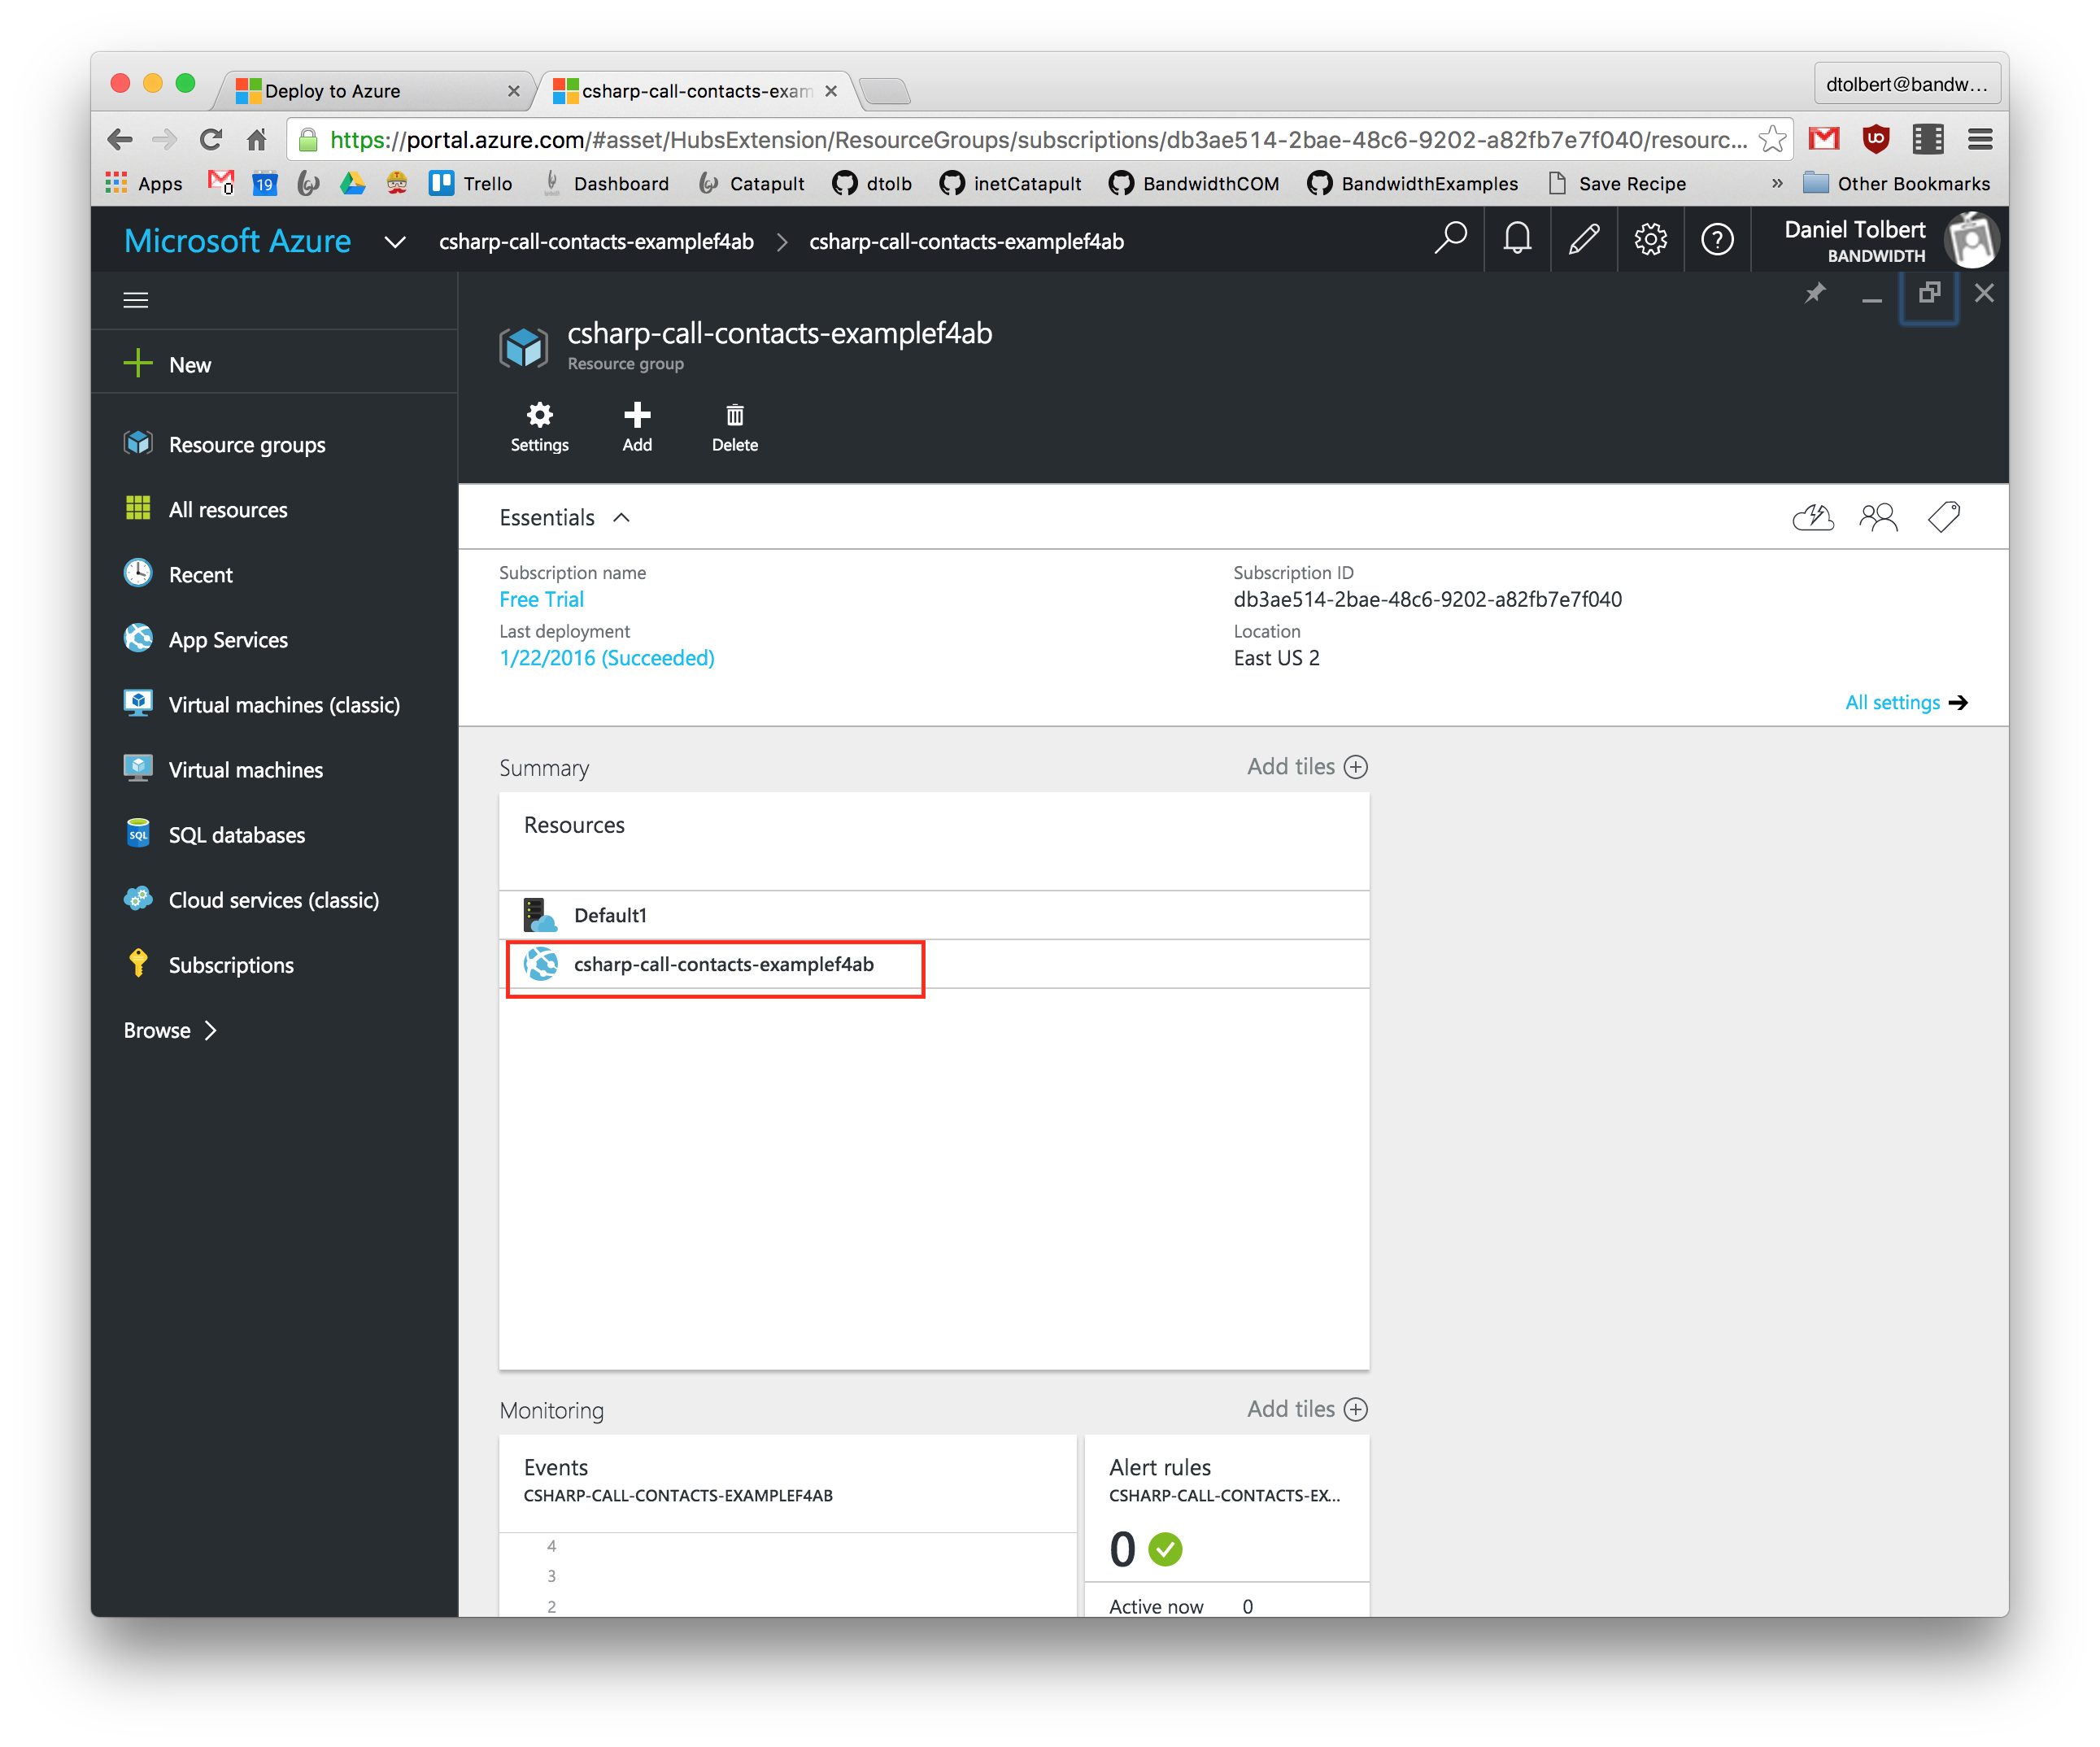 Deploy to Azure
csharp-call-contacts-exam
dtolbert@bandw...
https://portal.azure.com/#asset/HubsExtension/ResourceGroups/subscriptions/db3ae514-2bae-48c6-9202-a82fb7e7f040/resourc...
Apps 0 19 Trello Dashboard Catapult dtolb inetCatapult BandwidthCOM BandwidthExamples Save Recipe » Other Bookmarks
Microsoft Azure csharp-call-contacts-examplef4ab > csharp-call-contacts-examplef4ab
Daniel Tolbert
BANDWIDTH
New
Resource groups
All resources
Recent
App Services
Virtual machines (classic)
Virtual machines
SQL databases
Cloud services (classic)
Subscriptions
Browse >
csharp-call-contacts-examplef4ab
Resource group
Settings Add Delete
Essentials
Subscription name
Free Trial
Last deployment
1/22/2016 (Succeeded)
Subscription ID
db3ae514-2bae-48c6-9202-a82fb7e7f040
Location
East US 2
All settings
Summary
Add tiles
Resources
Default1
csharp-call-contacts-examplef4ab
Monitoring
Add tiles
Events
CSHARP-CALL-CONTACTS-EXAMPLEF4AB
4
3
2
Alert rules
CSHARP-CALL-CONTACTS-EX...
0
Active now 0